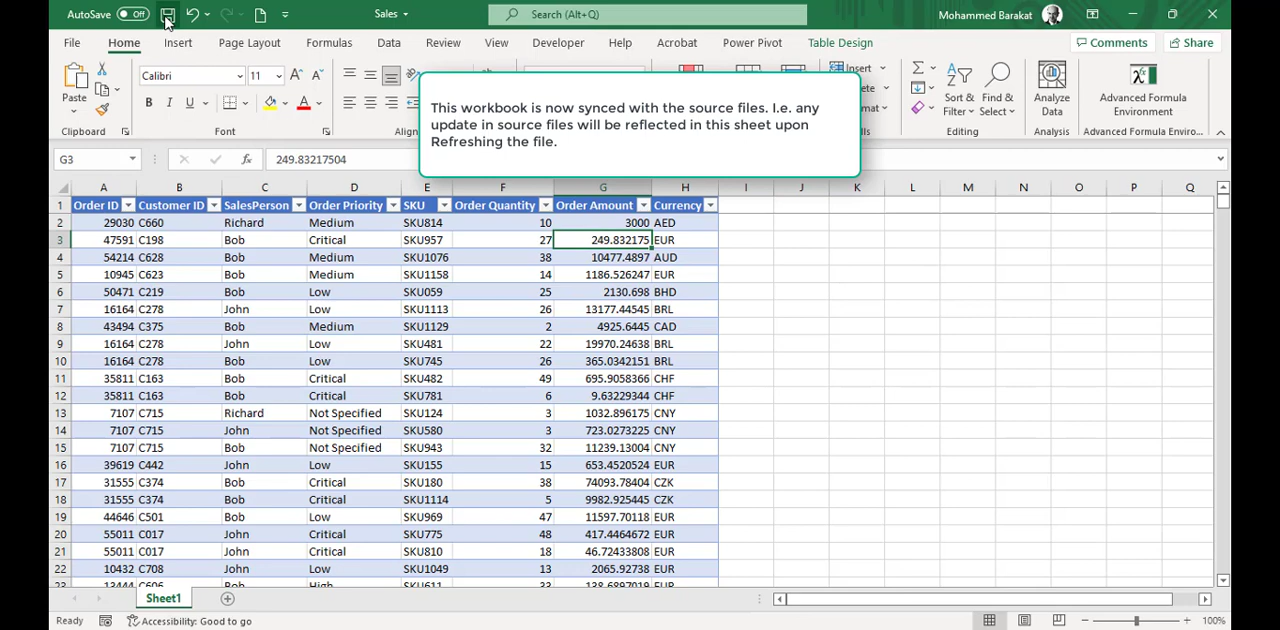 AutoSave Off Sales Search (Alt+Q) Mohammed Barakat
File Home Insert Page Layout Formulas Data Review View Developer Help Acrobat Power Pivot Table Design Comments Share
Calibri 11 Insert
Paste B I U A Sort & Find & Analyze Advanced Formula
Filter Select Data Environment
Clipboard Font Editing Analysis Advanced Formula Enviro...
This workbook is now synced with the source files. I.e. any
update in source files will be reflected in this sheet upon
Refreshing the file.
G3 fx 249.83217504
A B C D E F G H I J K L M N O P Q
1 Order ID Customer ID SalesPerson Order Priority SKU Order Quantity Order Amount Currency
2 29030 C660 Richard Medium SKU814 10 3000 AED
3 47591 C198 Bob Critical SKU957 27 249.832175 EUR
4 54214 C628 Bob Medium SKU1076 38 10477.4897 AUD
5 10945 C623 Bob Medium SKU1158 14 1186.526247 EUR
6 50471 C219 Bob Low SKU059 25 2130.698 BHD
7 16164 C278 John Low SKU1113 26 13177.44545 BRL
8 43494 C375 Bob Medium SKU1129 2 4925.6445 CAD
9 16164 C278 John Low SKU481 22 19970.24638 BRL
10 16164 C278 Bob Low SKU745 26 365.0342151 BRL
11 35811 C163 Bob Critical SKU482 49 695.9058366 CHF
12 35811 C163 Bob Critical SKU781 6 9.63229344 CHF
13 7107 C715 Richard Not Specified SKU124 3 1032.896175 CNY
14 7107 C715 John Not Specified SKU580 3 723.0273225 CNY
15 7107 C715 Bob Not Specified SKU943 32 11239.13004 CNY
16 39619 C442 John Low SKU155 15 653.4520524 EUR
17 31555 C374 Bob Critical SKU180 38 74093.78404 CZK
18 31555 C374 Bob Critical SKU1114 5 9982.925445 CZK
19 44646 C501 Bob Low SKU969 47 11597.70118 EUR
20 55011 C017 John Critical SKU775 48 417.4464672 EUR
21 55011 C017 John Critical SKU810 18 46.72433808 EUR
22 10432 C708 John Low SKU1049 13 2065.92738 EUR
23 13444 C606 Bob High SKU611 33 138.6897019 EUR
Sheet1
Ready Accessibility: Good to go 100%